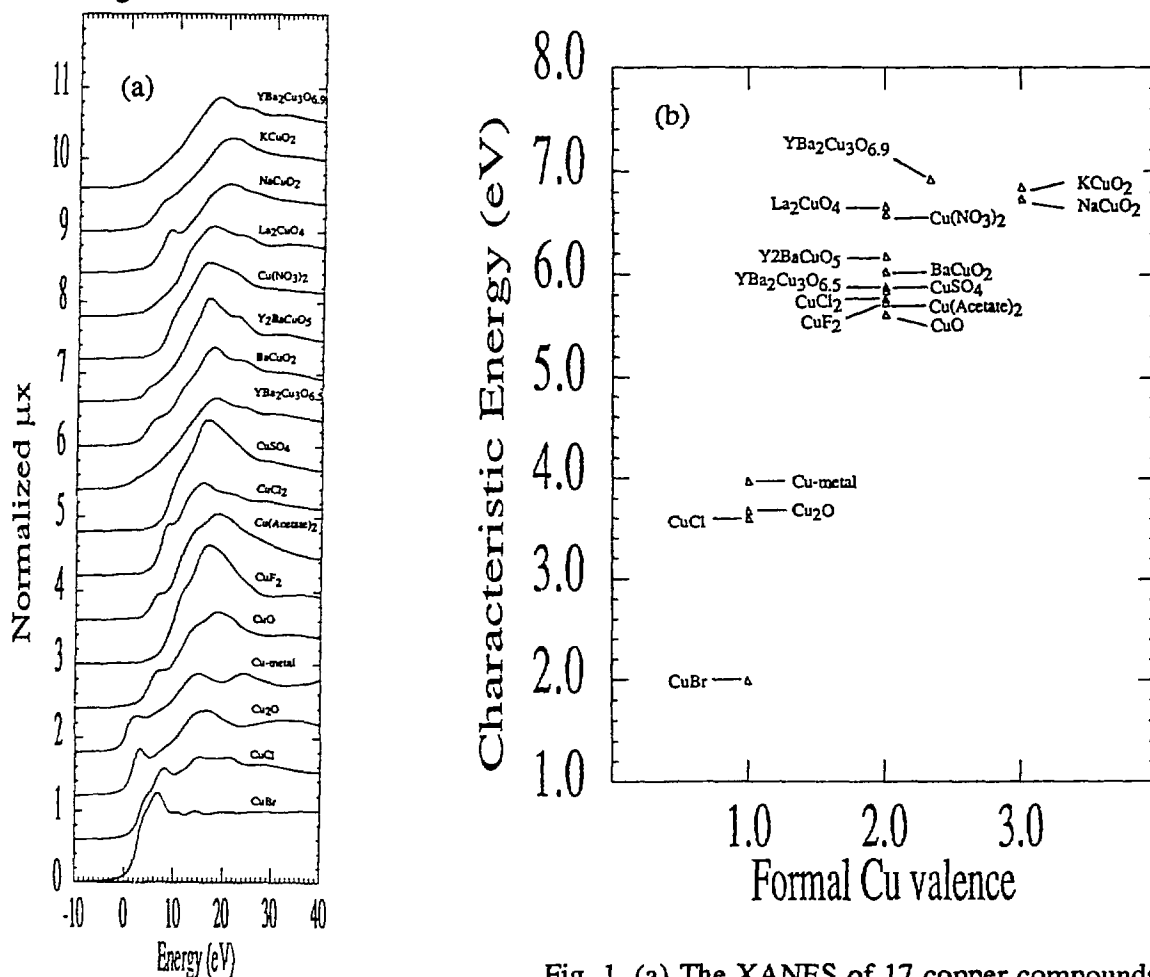 (a)
11
10
9
8
7
6
5
4
3
2
1
0
Normalized μx
YBa2Cu3O6.9
KCuO2
NaCuO2
La2CuO4
Cu(NO3)2
Y2BaCuO5
BaCuO2
YBa2Cu3O6.5
CuSO4
CuCl2
Cu(Acetate)2
CuF2
CuO
Cu-metal
Cu2O
CuCl
CuBr
-10 0 10 20 30 40
Energy (eV)
(b)
8.0
7.0
6.0
5.0
4.0
3.0
2.0
1.0
Characteristic Energy (eV)
YBa2Cu3O6.9
KCuO2
NaCuO2
La2CuO4
Cu(NO3)2
Y2BaCuO5
BaCuO2
YBa2Cu3O6.5
CuSO4
CuCl2
Cu(Acetate)2
CuF2
CuO
Cu-metal
Cu2O
CuCl
CuBr
1.0 2.0 3.0
Formal Cu valence
Fig. 1. (a) The XANES of 17 copper compounds